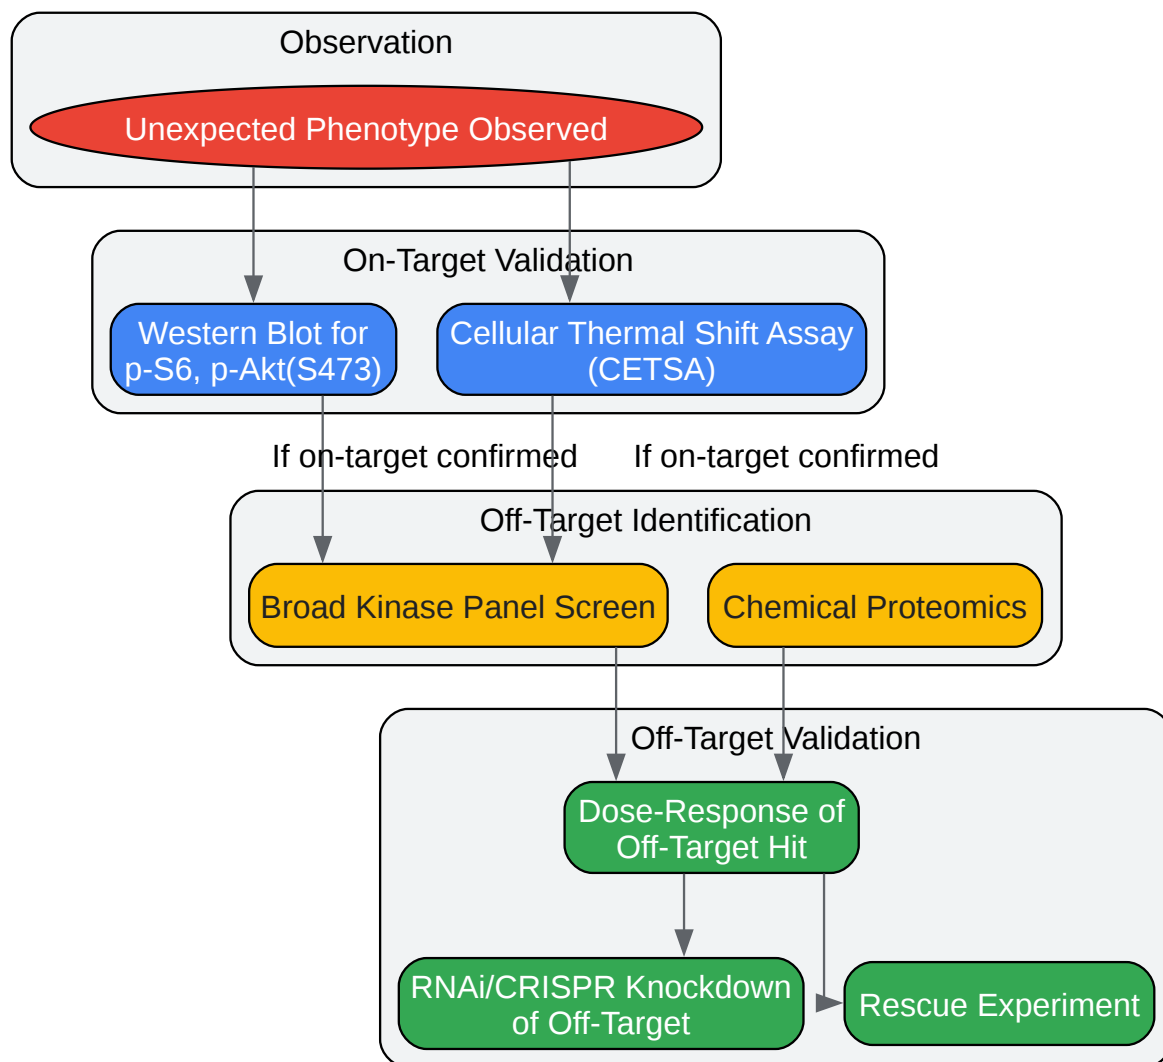 Observation
Unexpected Phenotype Observed
On-Target Validation
Western Blot for
p-S6, p-Akt(S473)
Cellular Thermal Shift Assay
(CETSA)
If on-target confirmed
If on-target confirmed
Off-Target Identification
Broad Kinase Panel Screen
Chemical Proteomics
Off-Target Validation
Dose-Response of
Off-Target Hit
RNAi/CRISPR Knockdown
of Off-Target
Rescue Experiment